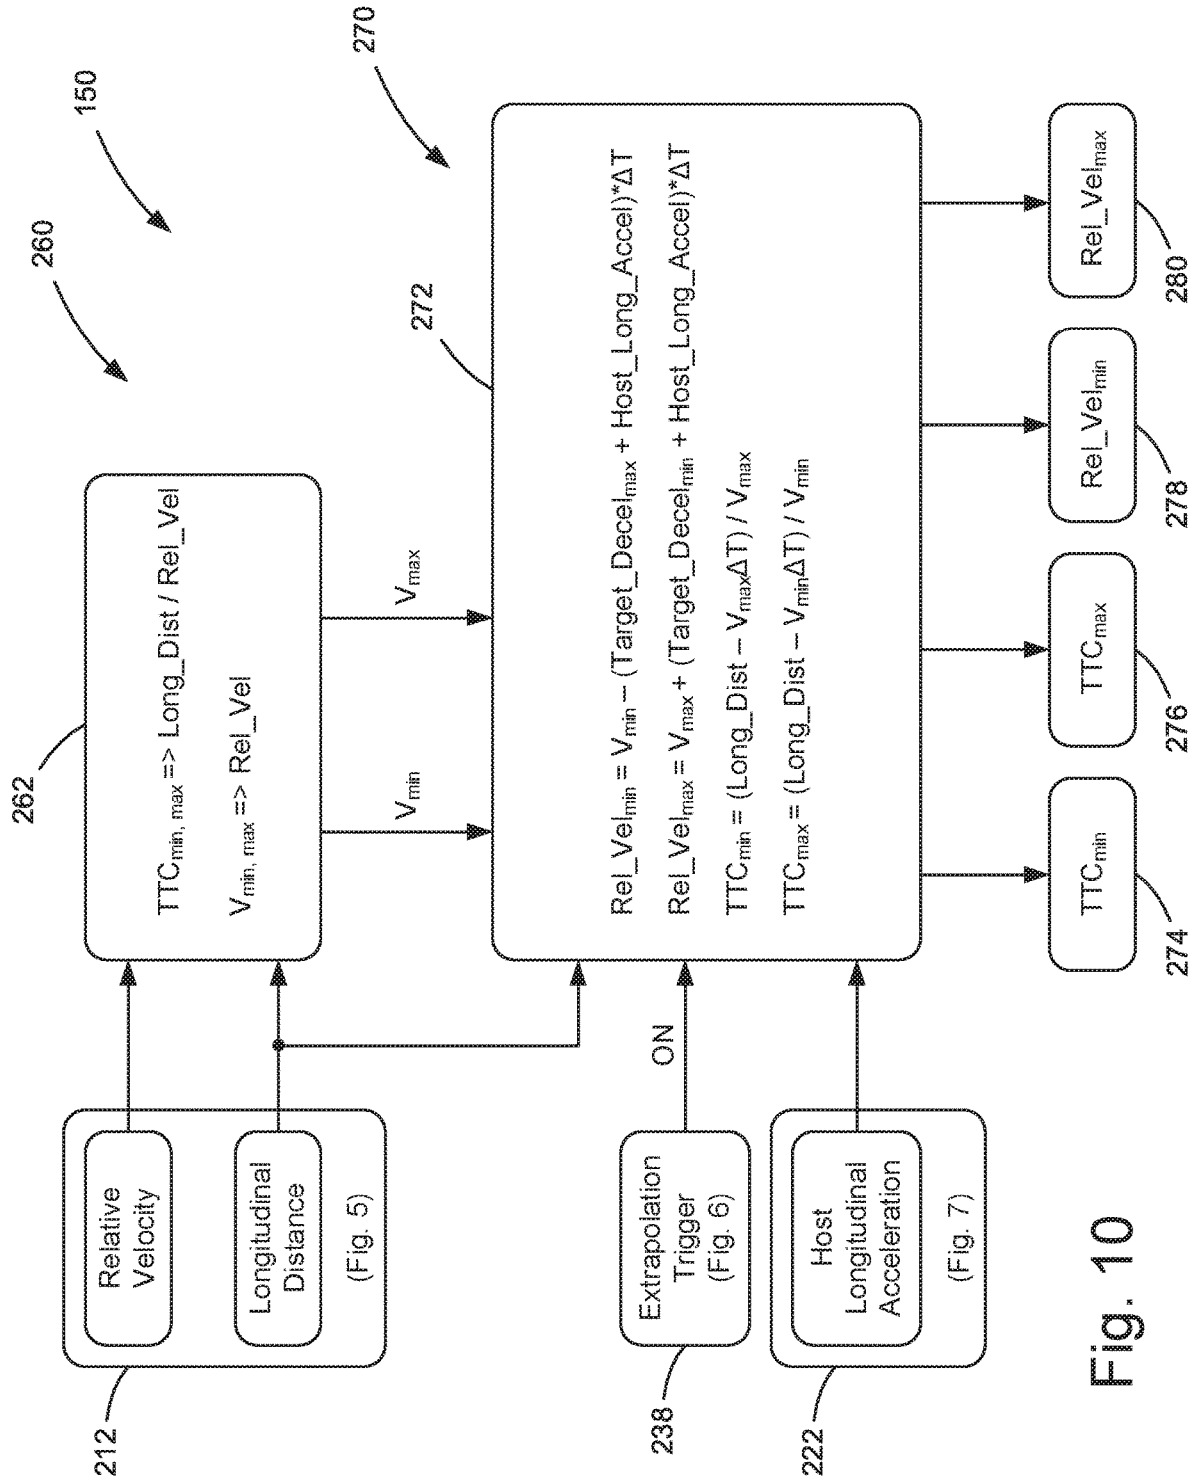 150
260
270
262
TTC_min, max => Long_Dist / Rel_Vel
V_min, max => Rel_Vel
212
Relative
Velocity
Longitudinal
Distance
(Fig. 5)
V_min
V_max
272
Rel_Vel_min = V_min – (Target_Decel_max + Host_Long_Accel)*ΔT
Rel_Vel_max = V_max + (Target_Decel_min + Host_Long_Accel)*ΔT
TTC_min = (Long_Dist – V_maxΔT) / V_max
TTC_max = (Long_Dist – V_minΔT) / V_min
238
Extrapolation
Trigger
(Fig. 6)
ON
222
Host
Longitudinal
Acceleration
(Fig. 7)
TTC_min
274
TTC_max
276
Rel_Vel_min
278
Rel_Vel_max
280
Fig. 10